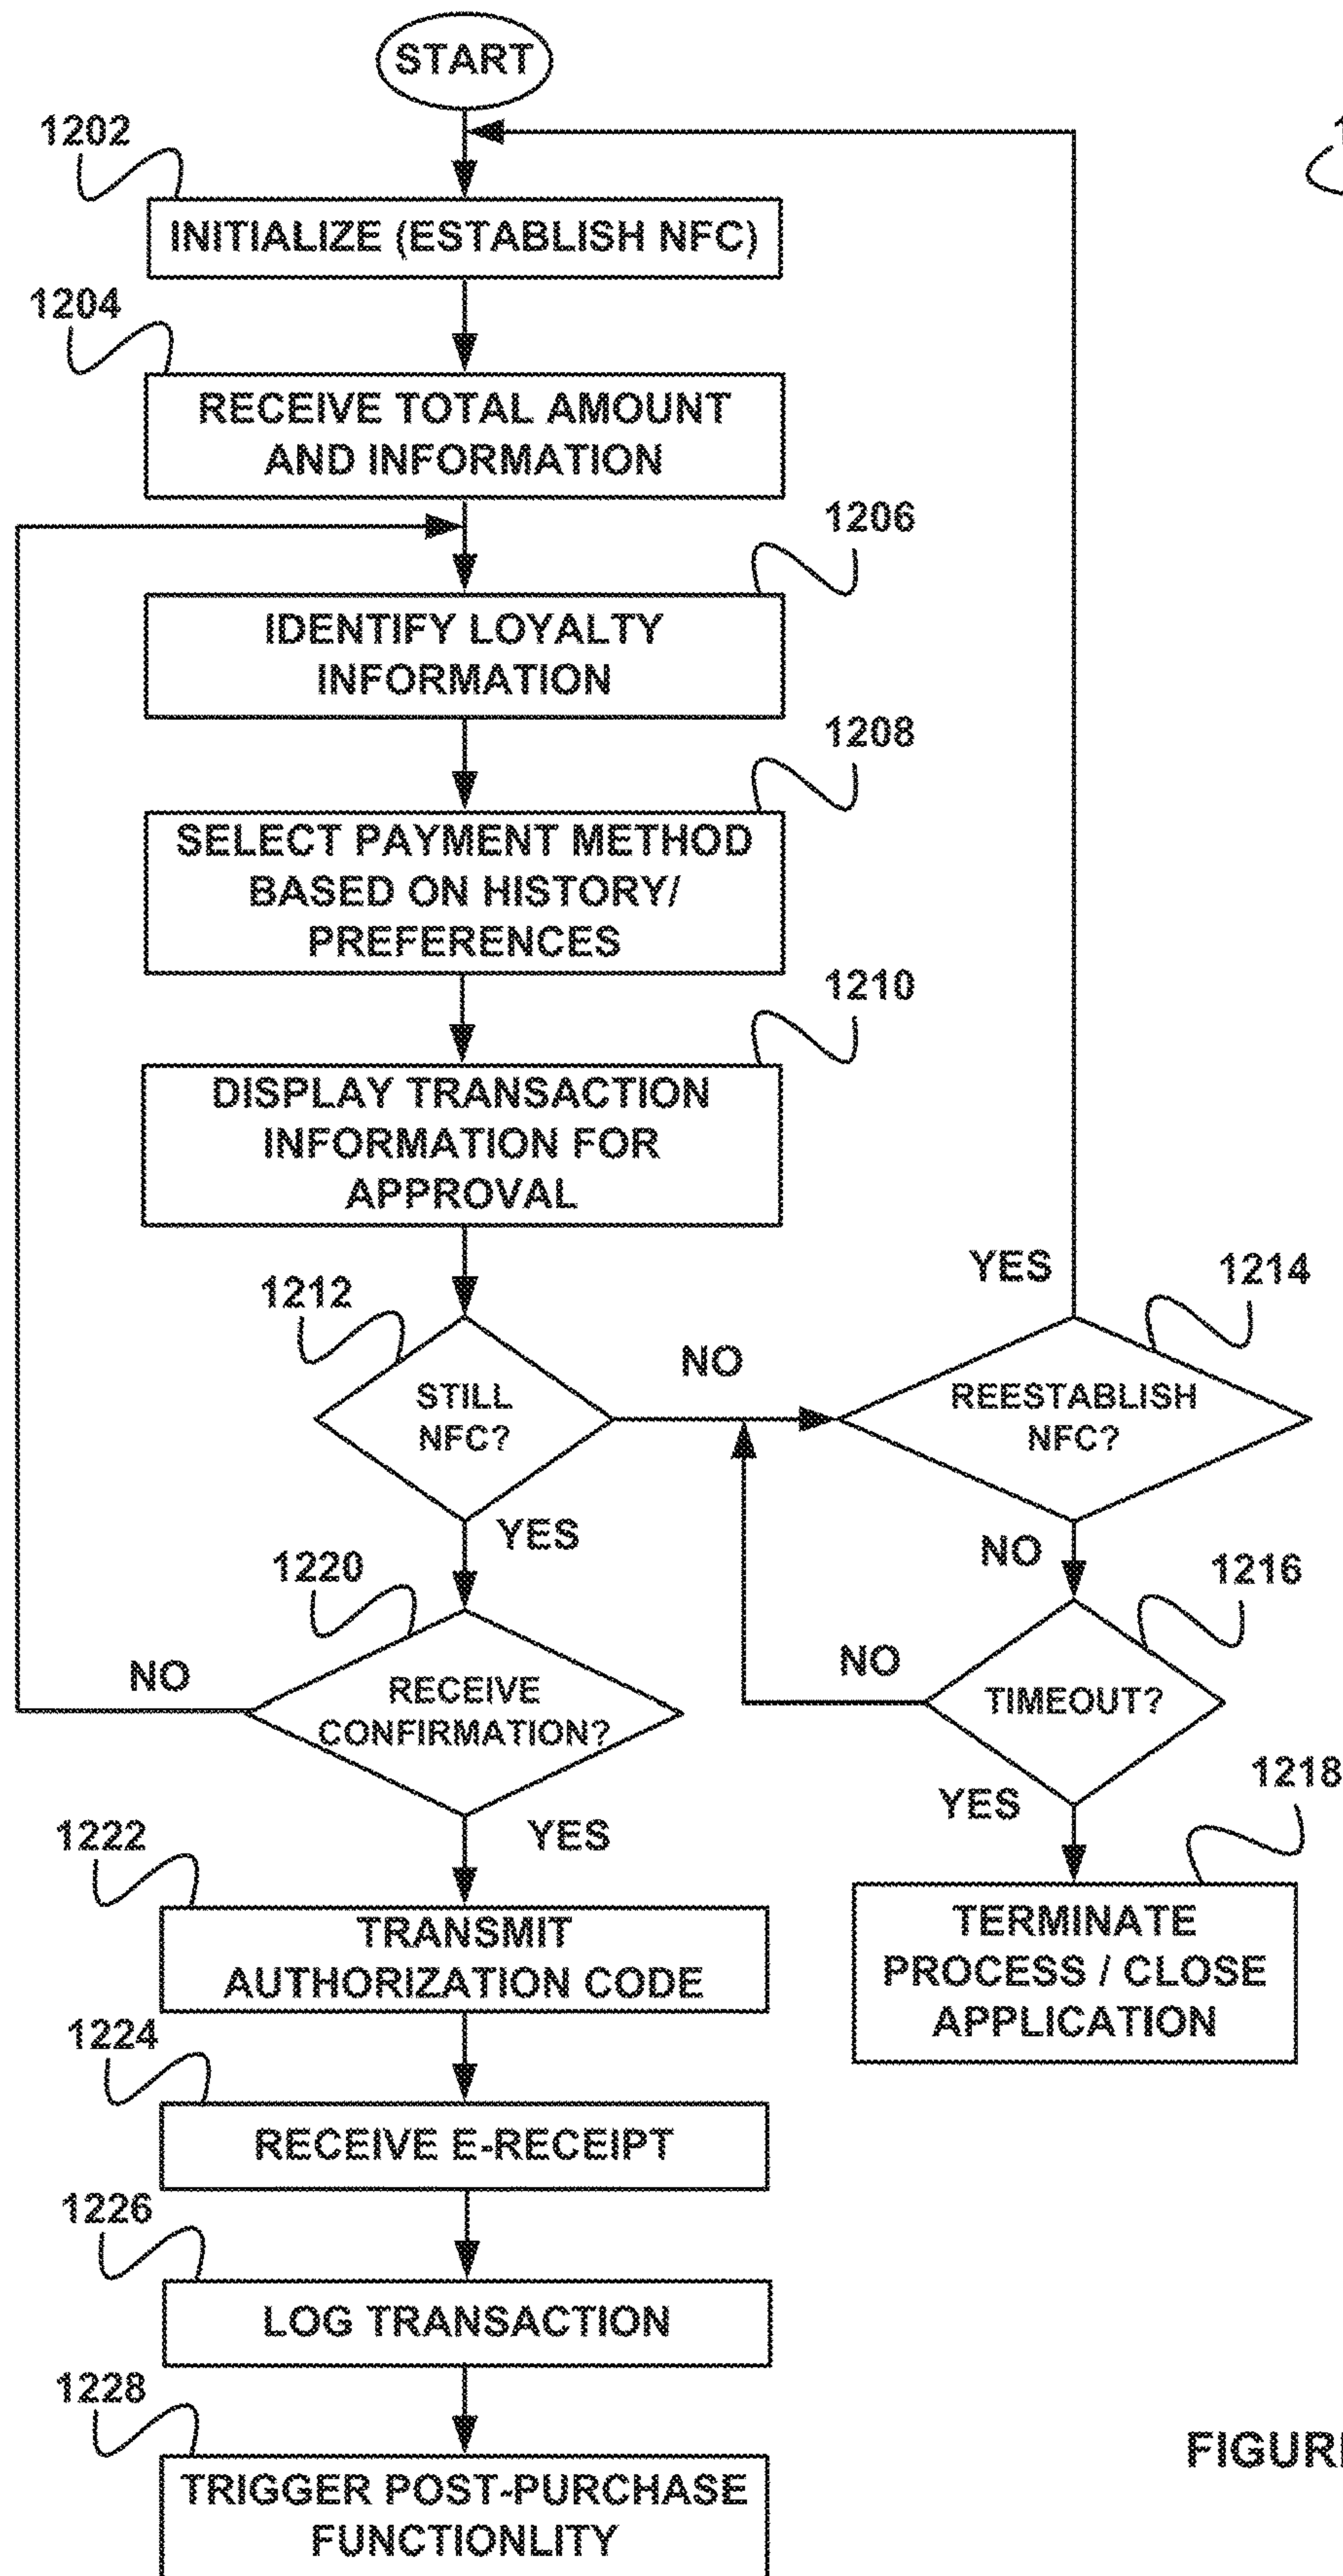 START
1202
INITIALIZE (ESTABLISH NFC)
1204
RECEIVE TOTAL AMOUNT
AND INFORMATION
1206
IDENTIFY LOYALTY
INFORMATION
1208
SELECT PAYMENT METHOD
BASED ON HISTORY/
PREFERENCES
1210
DISPLAY TRANSACTION
INFORMATION FOR
APPROVAL
1212
STILL
NFC?
NO
YES
1214
REESTABLISH
NFC?
YES
NO
1216
TIMEOUT?
NO
YES
1218
TERMINATE
PROCESS / CLOSE
APPLICATION
1220
RECEIVE
CONFIRMATION?
NO
YES
1222
TRANSMIT
AUTHORIZATION CODE
1224
RECEIVE E-RECEIPT
1226
LOG TRANSACTION
1228
TRIGGER POST-PURCHASE
FUNCTIONLITY